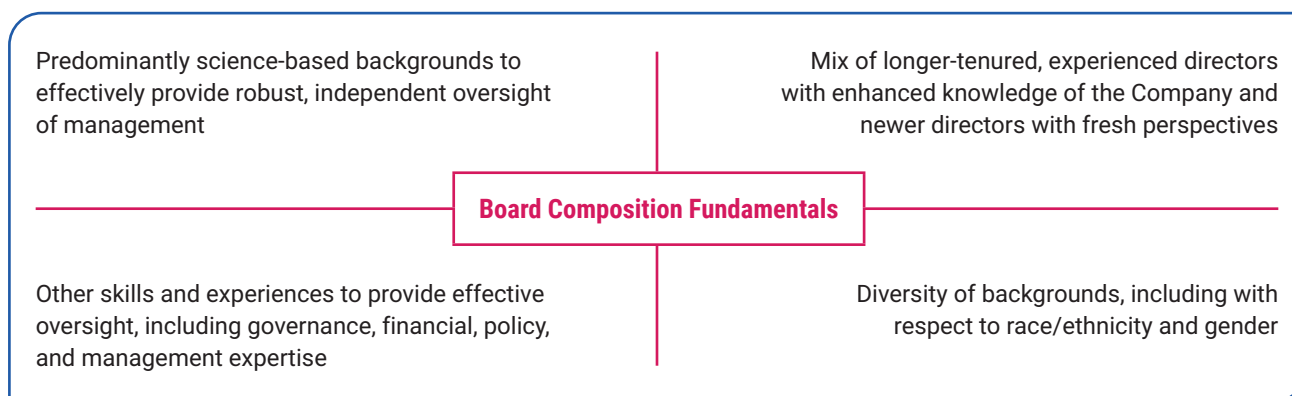 Predominantly science-based backgrounds to
effectively provide robust, independent oversight
of management
Mix of longer-tenured, experienced directors
with enhanced knowledge of the Company and
newer directors with fresh perspectives
Board Composition Fundamentals
Other skills and experiences to provide effective
oversight, including governance, financial, policy,
and management expertise
Diversity of backgrounds, including with
respect to race/ethnicity and gender